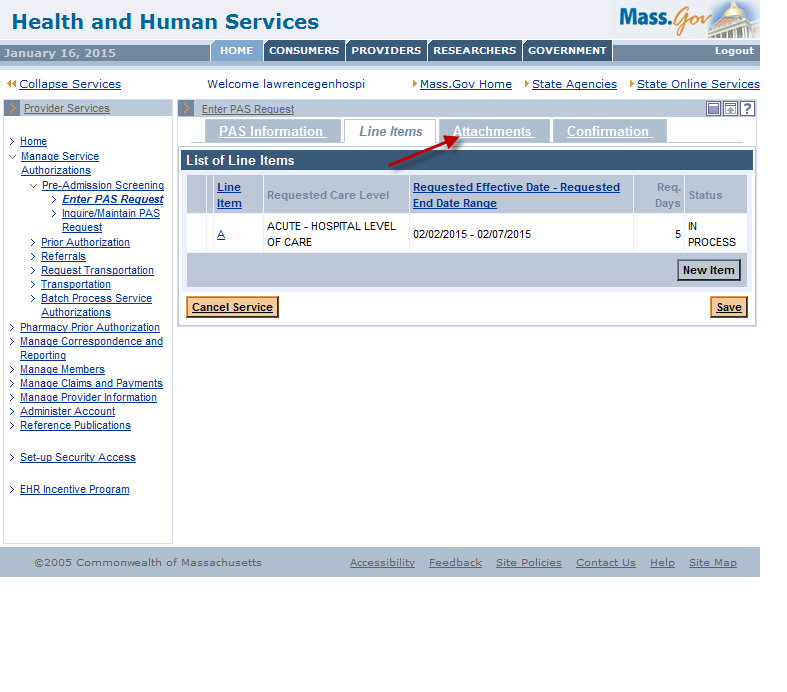 Health and Human Services
Mass.Gov
January 16, 2015
HOME CONSUMERS PROVIDERS RESEARCHERS GOVERNMENT Logout
Collapse Services Welcome lawrencegenhospi Mass.Gov Home State Agencies State Online Services
Provider Services
Home
Manage Service
Authorizations
Pre-Admission Screening
Enter PAS Request
Inquire/Maintain PAS
Request
Prior Authorization
Referrals
Request Transportation
Transportation
Batch Process Service
Authorizations
Pharmacy Prior Authorization
Manage Correspondence and
Reporting
Manage Members
Manage Claims and Payments
Manage Provider Information
Administer Account
Reference Publications
Set-up Security Access
EHR Incentive Program
Enter PAS Request ?
PAS Information Line Items Attachments Confirmation
List of Line Items
Line
Item
Requested Care Level
Requested Effective Date - Requested
End Date Range
Req.
Days
Status
A
ACUTE - HOSPITAL LEVEL
OF CARE
02/02/2015 - 02/07/2015
5
IN
PROCESS
New Item
Cancel Service Save
©2005 Commonwealth of Massachusetts Accessibility Feedback Site Policies Contact Us Help Site Map